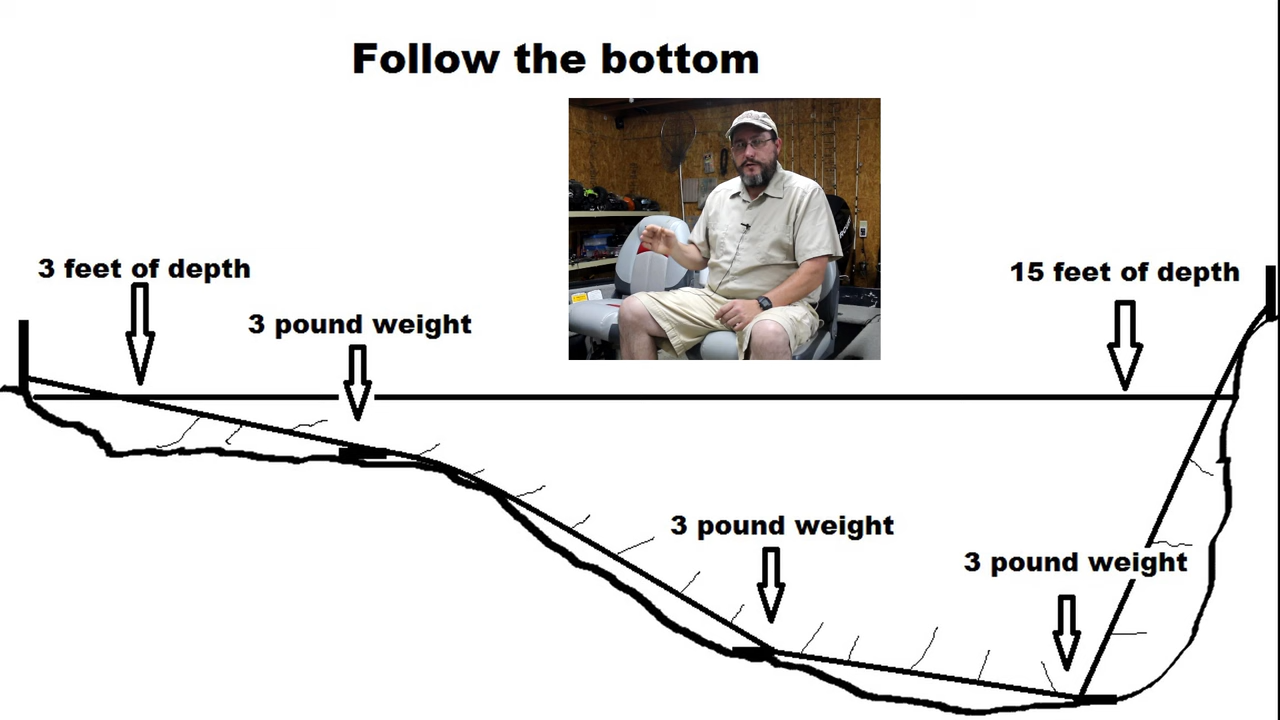 Follow the bottom
3 feet of depth
15 feet of depth
3 pound weight
3 pound weight
3 pound weight